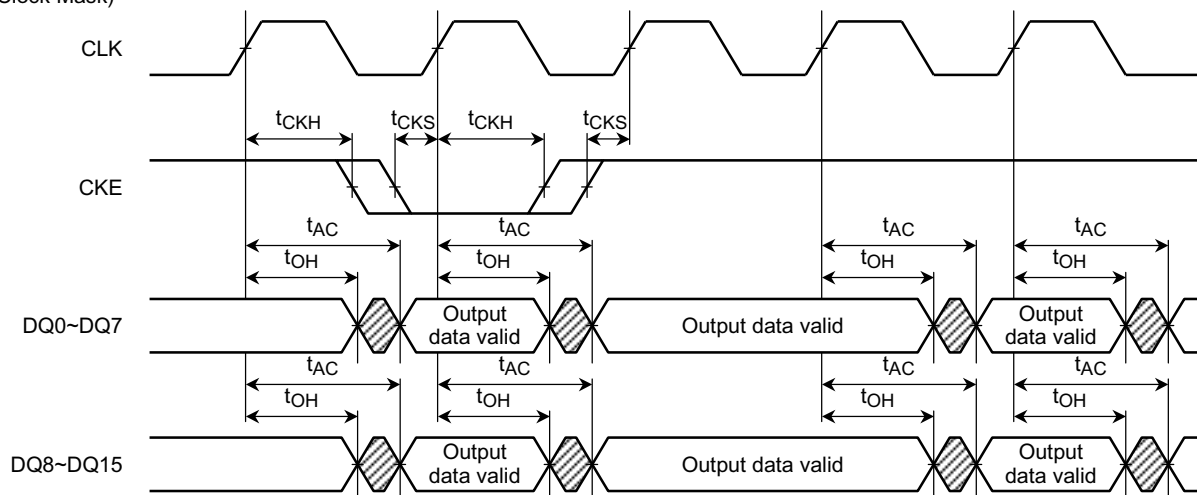 Clock Mask)
CLK
tCKH tCKS tCKH tCKS
CKE
tAC tAC tAC tAC
tOH tOH tOH tOH
DQ0~DQ7 Output data valid Output data valid Output data valid
tAC tAC tAC tAC
tOH tOH tOH tOH
DQ8~DQ15 Output data valid Output data valid Output data valid